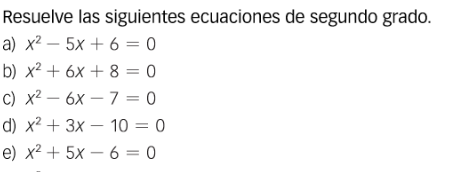 Resuelve las siguientes ecuaciones de segundo grado.
a) x² − 5x + 6 = 0
b) x² + 6x + 8 = 0
c) x² − 6x − 7 = 0
d) x² + 3x − 10 = 0
e) x² + 5x − 6 = 0